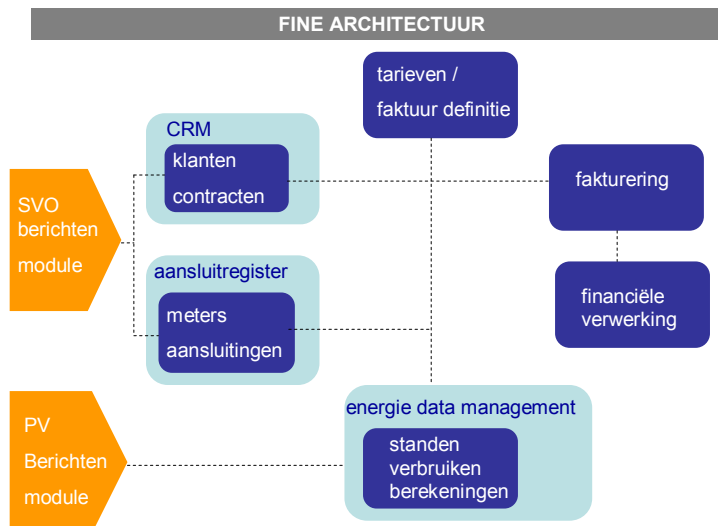 FINE ARCHITECTUUR
tarieven /
faktuur definitie
CRM
klanten
contracten
fakturering
SVO
berichten
module
aansluitregister
meters
aansluitingen
financiële
verwerking
energie data management
PV
Berichten
module
standen
verbruiken
berekeningen